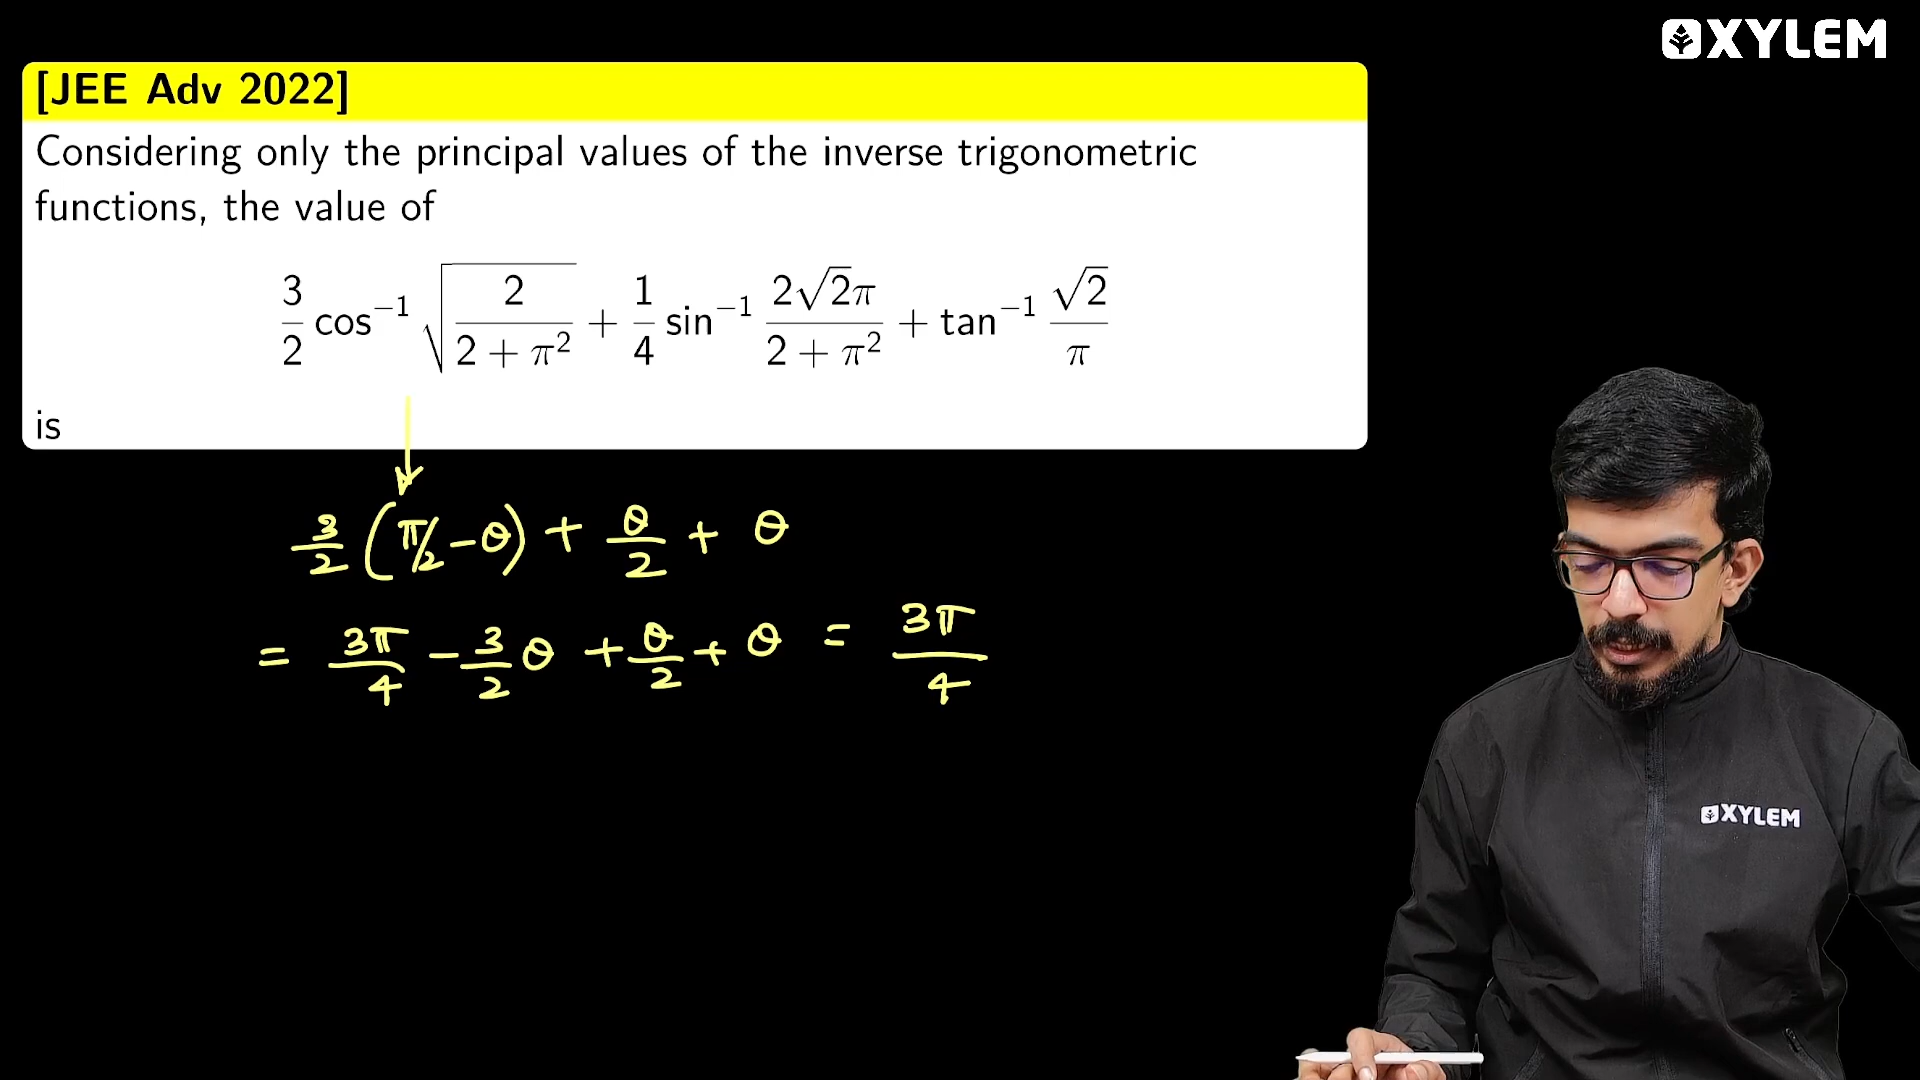 XYLEM
[JEE Adv 2022]
Considering only the principal values of the inverse trigonometric
functions, the value of
3/2 cos⁻¹ √(2/(2 + π²)) + 1/4 sin⁻¹ (2√2π)/(2 + π²) + tan⁻¹ √2/π
is
3/2 (π/2 - θ) + θ/2 + θ
= 3π/4 - 3/2 θ + θ/2 + θ = 3π/4
XYLEM